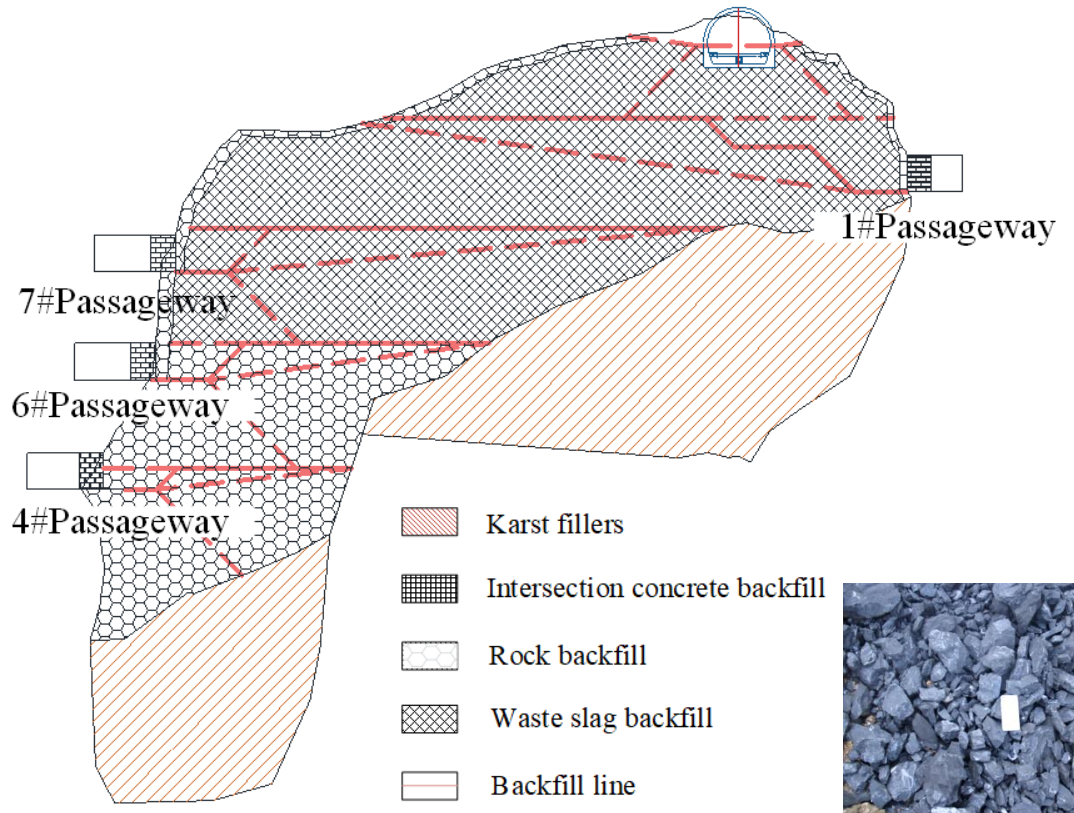 1#Passageway
7#Passageway
6#Passageway
4#Passageway
Karst fillers
Intersection concrete backfill
Rock backfill
Waste slag backfill
Backfill line